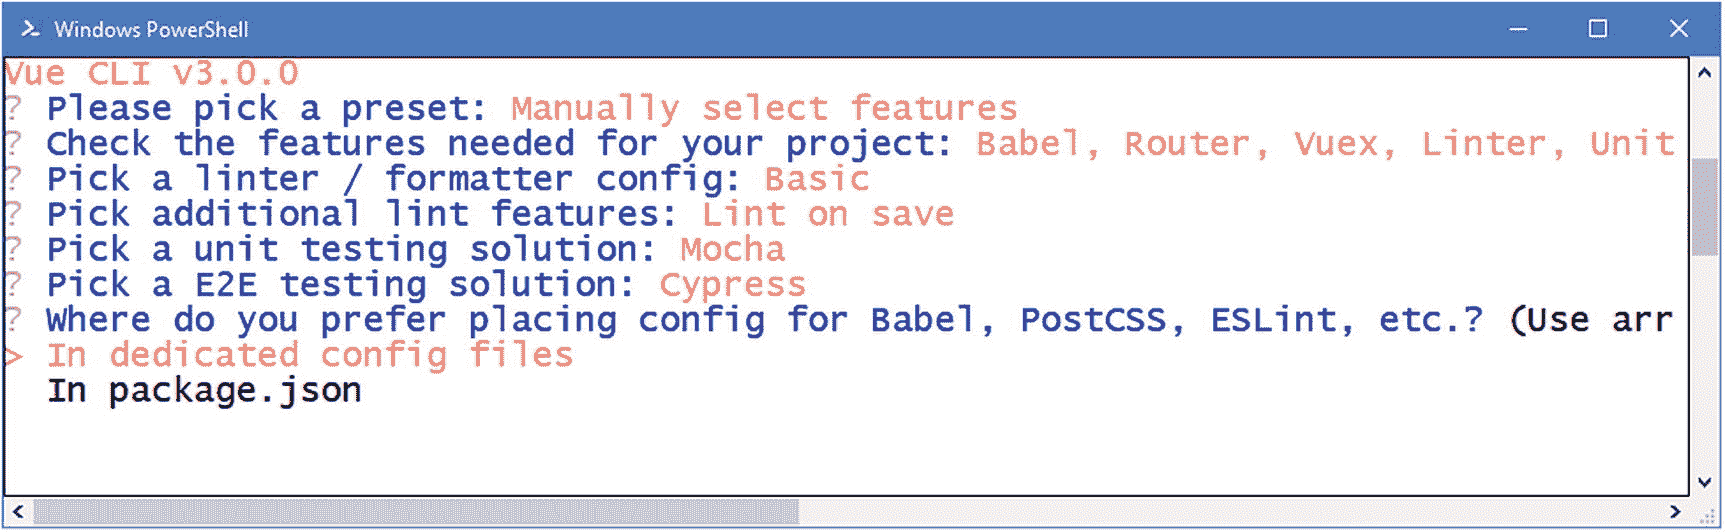 Windows PowerShell
Vue CLI v3.0.0
? Please pick a preset: Manually select features
? Check the features needed for your project: Babel, Router, Vuex, Linter, Unit
? Pick a linter / formatter config: Basic
? Pick additional lint features: Lint on save
? Pick a unit testing solution: Mocha
? Pick a E2E testing solution: Cypress
? Where do you prefer placing config for Babel, PostCSS, ESLint, etc.? (Use arr
> In dedicated config files
In package.json